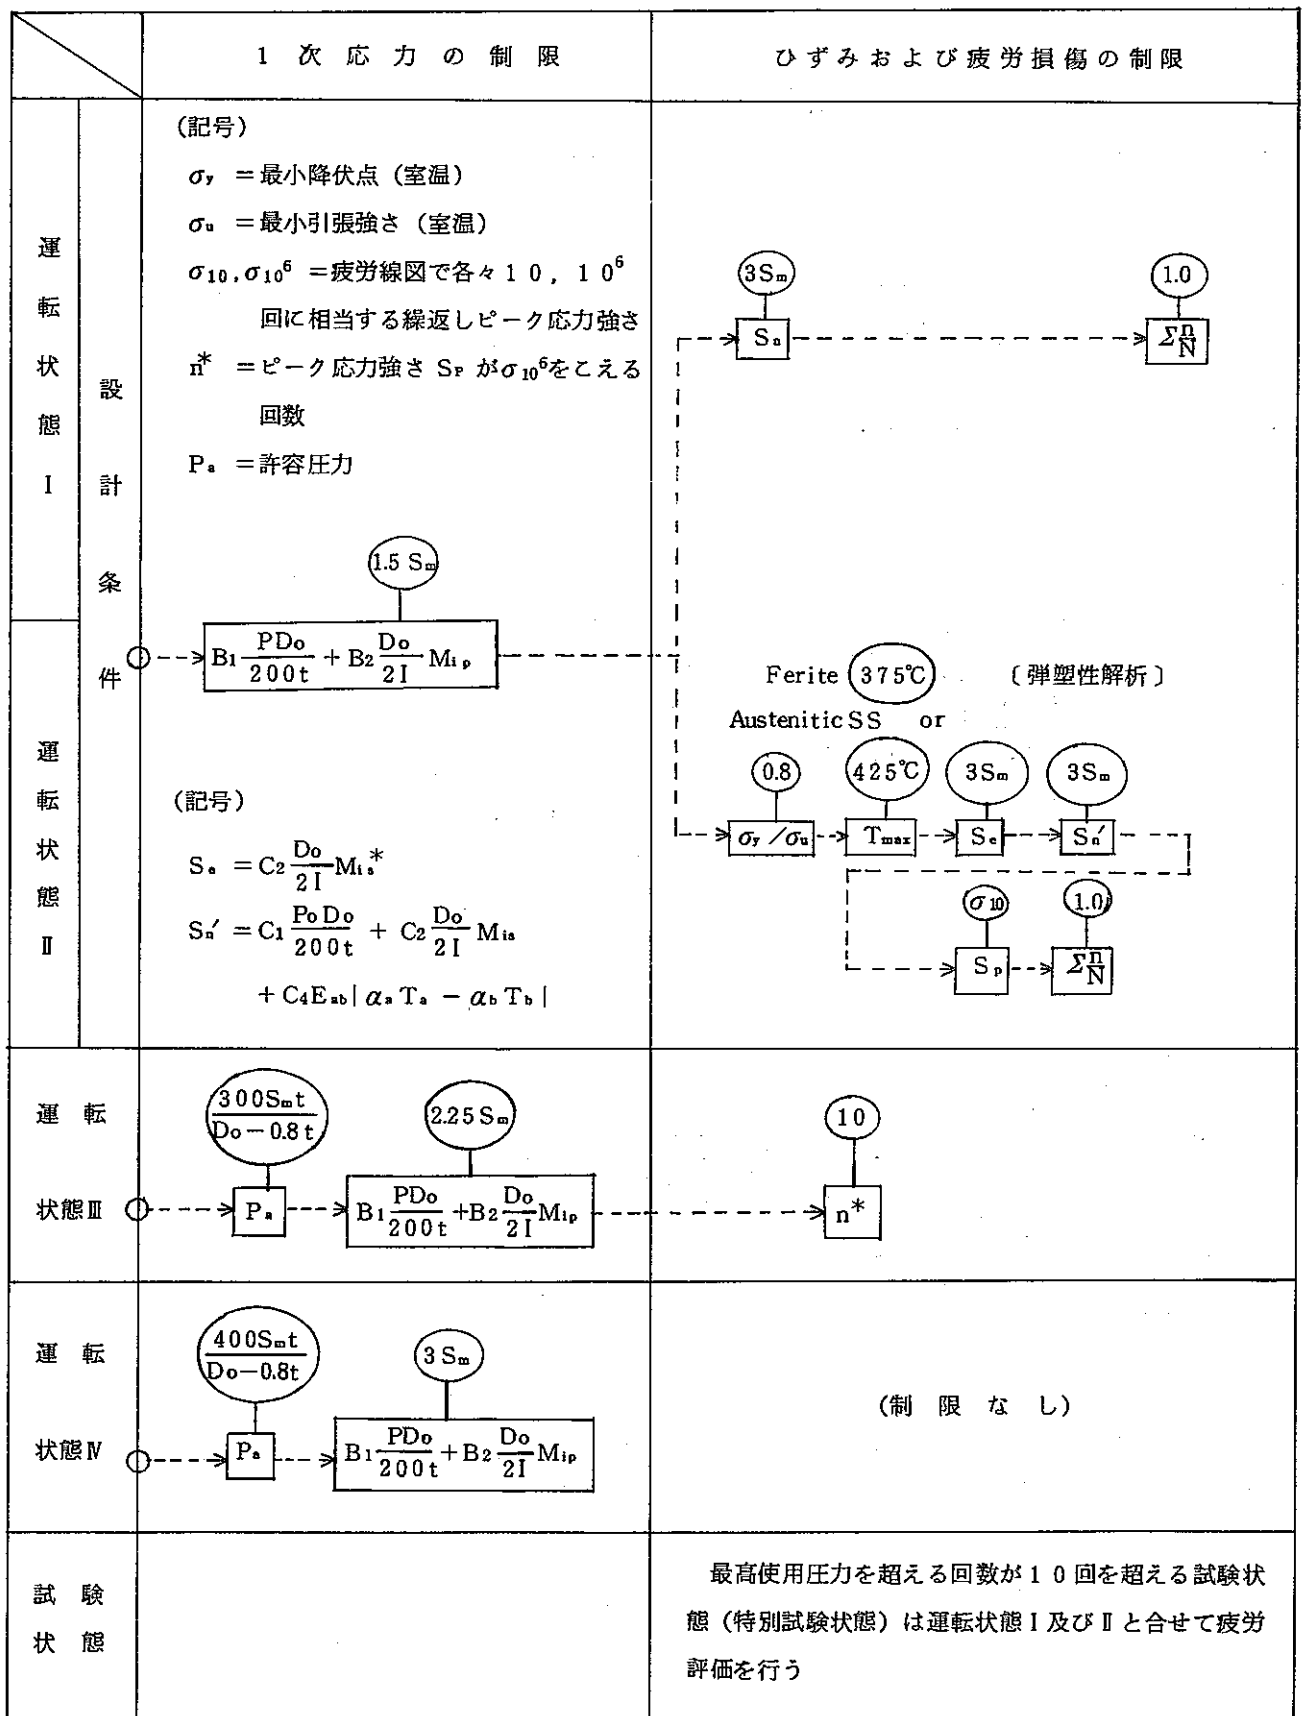 1 次 応 力 の 制 限
ひ ず み お よ び 疲 労 損 傷 の 制 限
運 転 状 態 Ⅰ
設 計 条 件
(記号)
σy =最小降伏点 (室温)
σu =最小引張強さ (室温)
σ10,σ10⁶ =疲労線図で各々10, 10⁶
回に相当する繰返しピーク応力強さ
n* =ピーク応力強さ SP がσ10⁶をこえる
回数
Pa =許容圧力
1.5 Sm
B1 PDo/200t + B2 Do/2I Mip
3Sm
Sn
1.0
Σ n/N
運 転 状 態 Ⅱ
(記号)
Se = C2 Do/2I Mis*
Sn′ = C1 PoDo/200t + C2 Do/2I Mis
+ C4Eab| αa Ta − αb Tb |
Ferite 375℃ 〔弾塑性解析〕
Austenitic SS or
0.8 425℃ 3Sm 3Sm
σy /σu Tmax Se Sn′
σ10 1.0
Sp Σ n/N
運 転
状態Ⅲ
300Smt/Do−0.8t
Pa
2.25 Sm
B1 PDo/200t + B2 Do/2I Mip
10
n*
運 転
状態Ⅳ
400Smt/Do−0.8t
Pa
3 Sm
B1 PDo/200t + B2 Do/2I Mip
(制 限 な し)
試 験
状 態
最高使用圧力を超える回数が10回を超える試験状
態 (特別試験状態) は運転状態Ⅰ及びⅡと合せて疲労
評価を行う